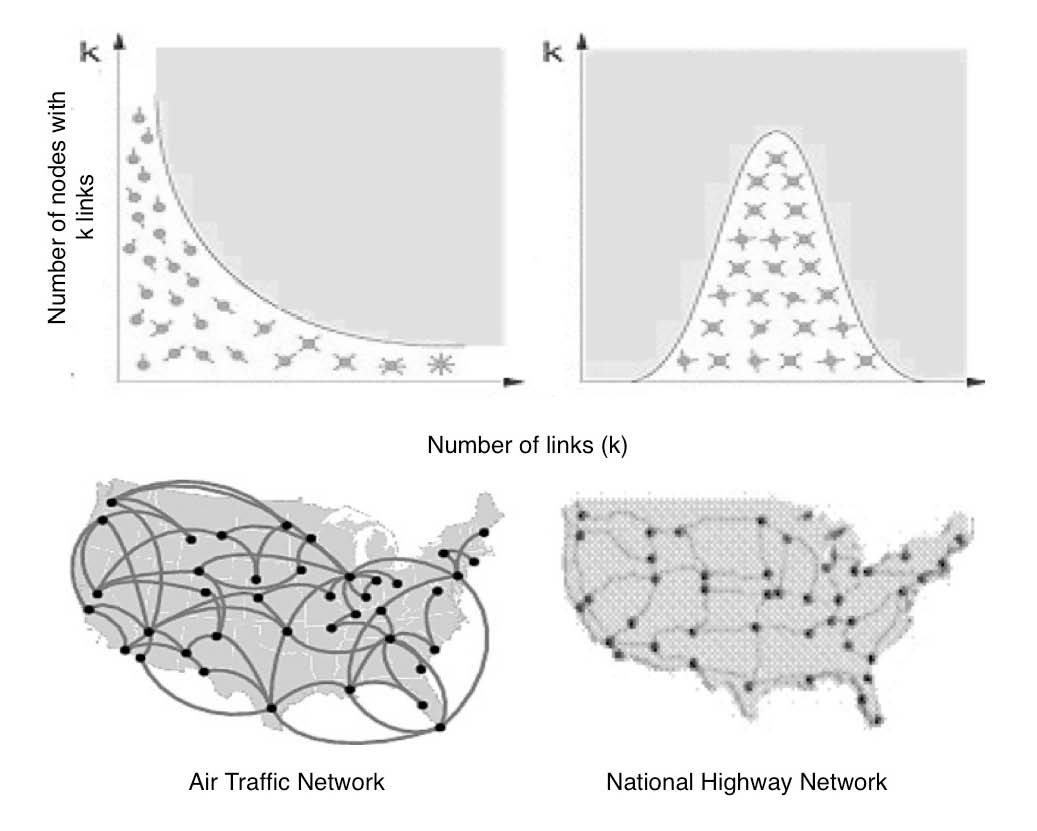 k
k
Number of nodes with
k links
Number of links (k)
Air Traffic Network
National Highway Network